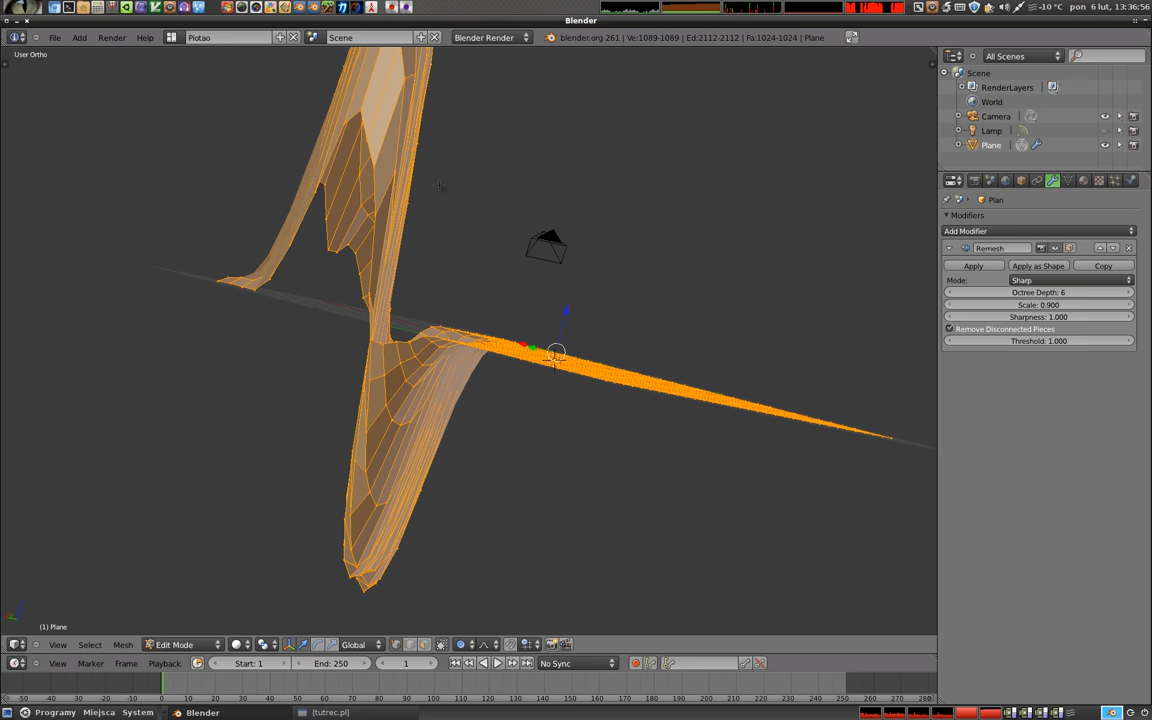 -10 °C pon 6 lut, 13:36:56
Blender
File Add Render Help Piotao Scene Blender Render blender.org 261 | Ve:1089-1089 | Ed:2112-2112 | Fa:1024-1024 | Plane
All Scenes
User Ortho
Scene
RenderLayers
World
Camera
Lamp
Plane
Plan
Modifiers
Add Modifier
Remesh
Apply Apply as Shape Copy
Mode: Sharp
Octree Depth: 6
Scale: 0.900
Sharpness: 1.000
Remove Disconnected Pieces
Threshold: 1.000
(1) Plane
View Select Mesh Edit Mode Global
View Marker Frame Playback Start: 1 End: 250 1 No Sync
-50 -40 -30 -20 -10 0 10 20 30 40 50 60 70 80 90 100 110 120 130 140 150 160 170 180 190 200 210 220 230 240 250 260 270 280
Programy Miejsca System Blender [tutrec.pl]